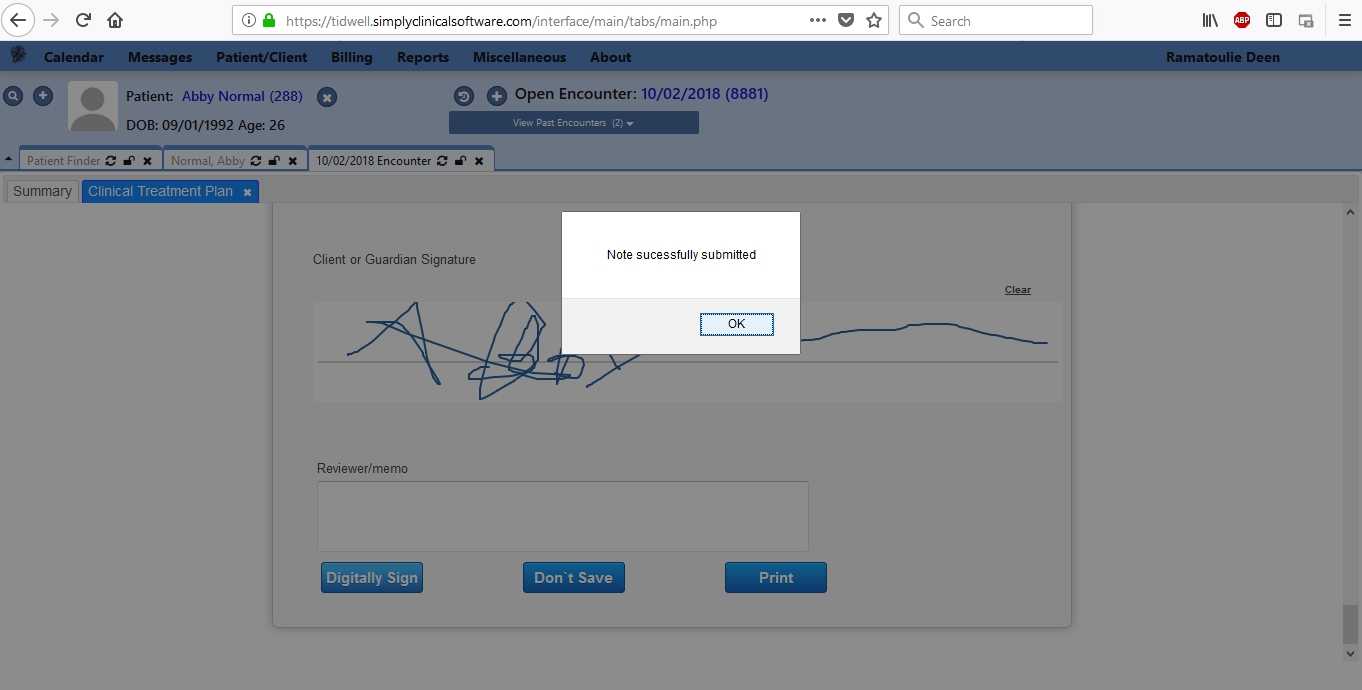 https://tidwell.simplyclinicalsoftware.com/interface/main/tabs/main.php
Search
ABP
Calendar Messages Patient/Client Billing Reports Miscellaneous About Ramatoulie Deen
Patient: Abby Normal (288)
Open Encounter: 10/02/2018 (8881)
DOB: 09/01/1992 Age: 26
View Past Encounters (2)
Patient Finder Normal, Abby 10/02/2018 Encounter
Summary Clinical Treatment Plan
Note sucessfully submitted
OK
Client or Guardian Signature
Clear
Reviewer/memo
Digitally Sign Don`t Save Print